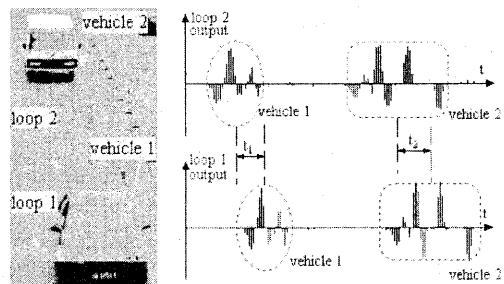 vehicle 2
loop 2
vehicle 1
loop 1
loop 2
output
t
vehicle 1
vehicle 2
t₁
t₂
loop 1
output
t
vehicle 1
vehicle 2